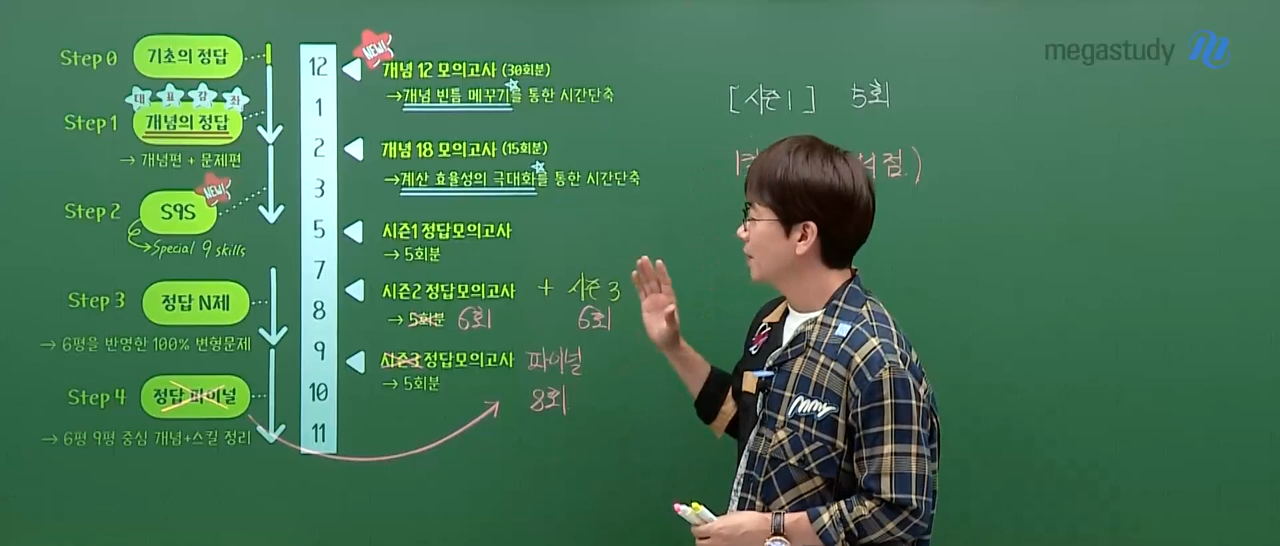 megastudy
Step 0 기초의 정답
대 표 강 좌
Step 1 개념의 정답
→ 개념편 + 문제편
NEW!
Step 2 S9S
→ Special 9 skills
Step 3 정답 N제
→ 6평을 반영한 100% 변형문제
Step 4 정답 파이널
→ 6평 9평 중심 개념+스킬 정리
12
1
2
3
5
7
8
9
10
11
NEW!
개념 12 모의고사 (30회분)
→개념 빈틈 메꾸기를 통한 시간단축
개념 18 모의고사 (15회분)
→계산 효율성의 극대화를 통한 시간단축
시즌1 정답모의고사
→ 5회분
시즌2 정답모의고사 + 시즌 3
→ 5회분 6회 6회
시즌3 정답모의고사 파이널
→ 5회분 8회
[시즌 1] 5회
서점)